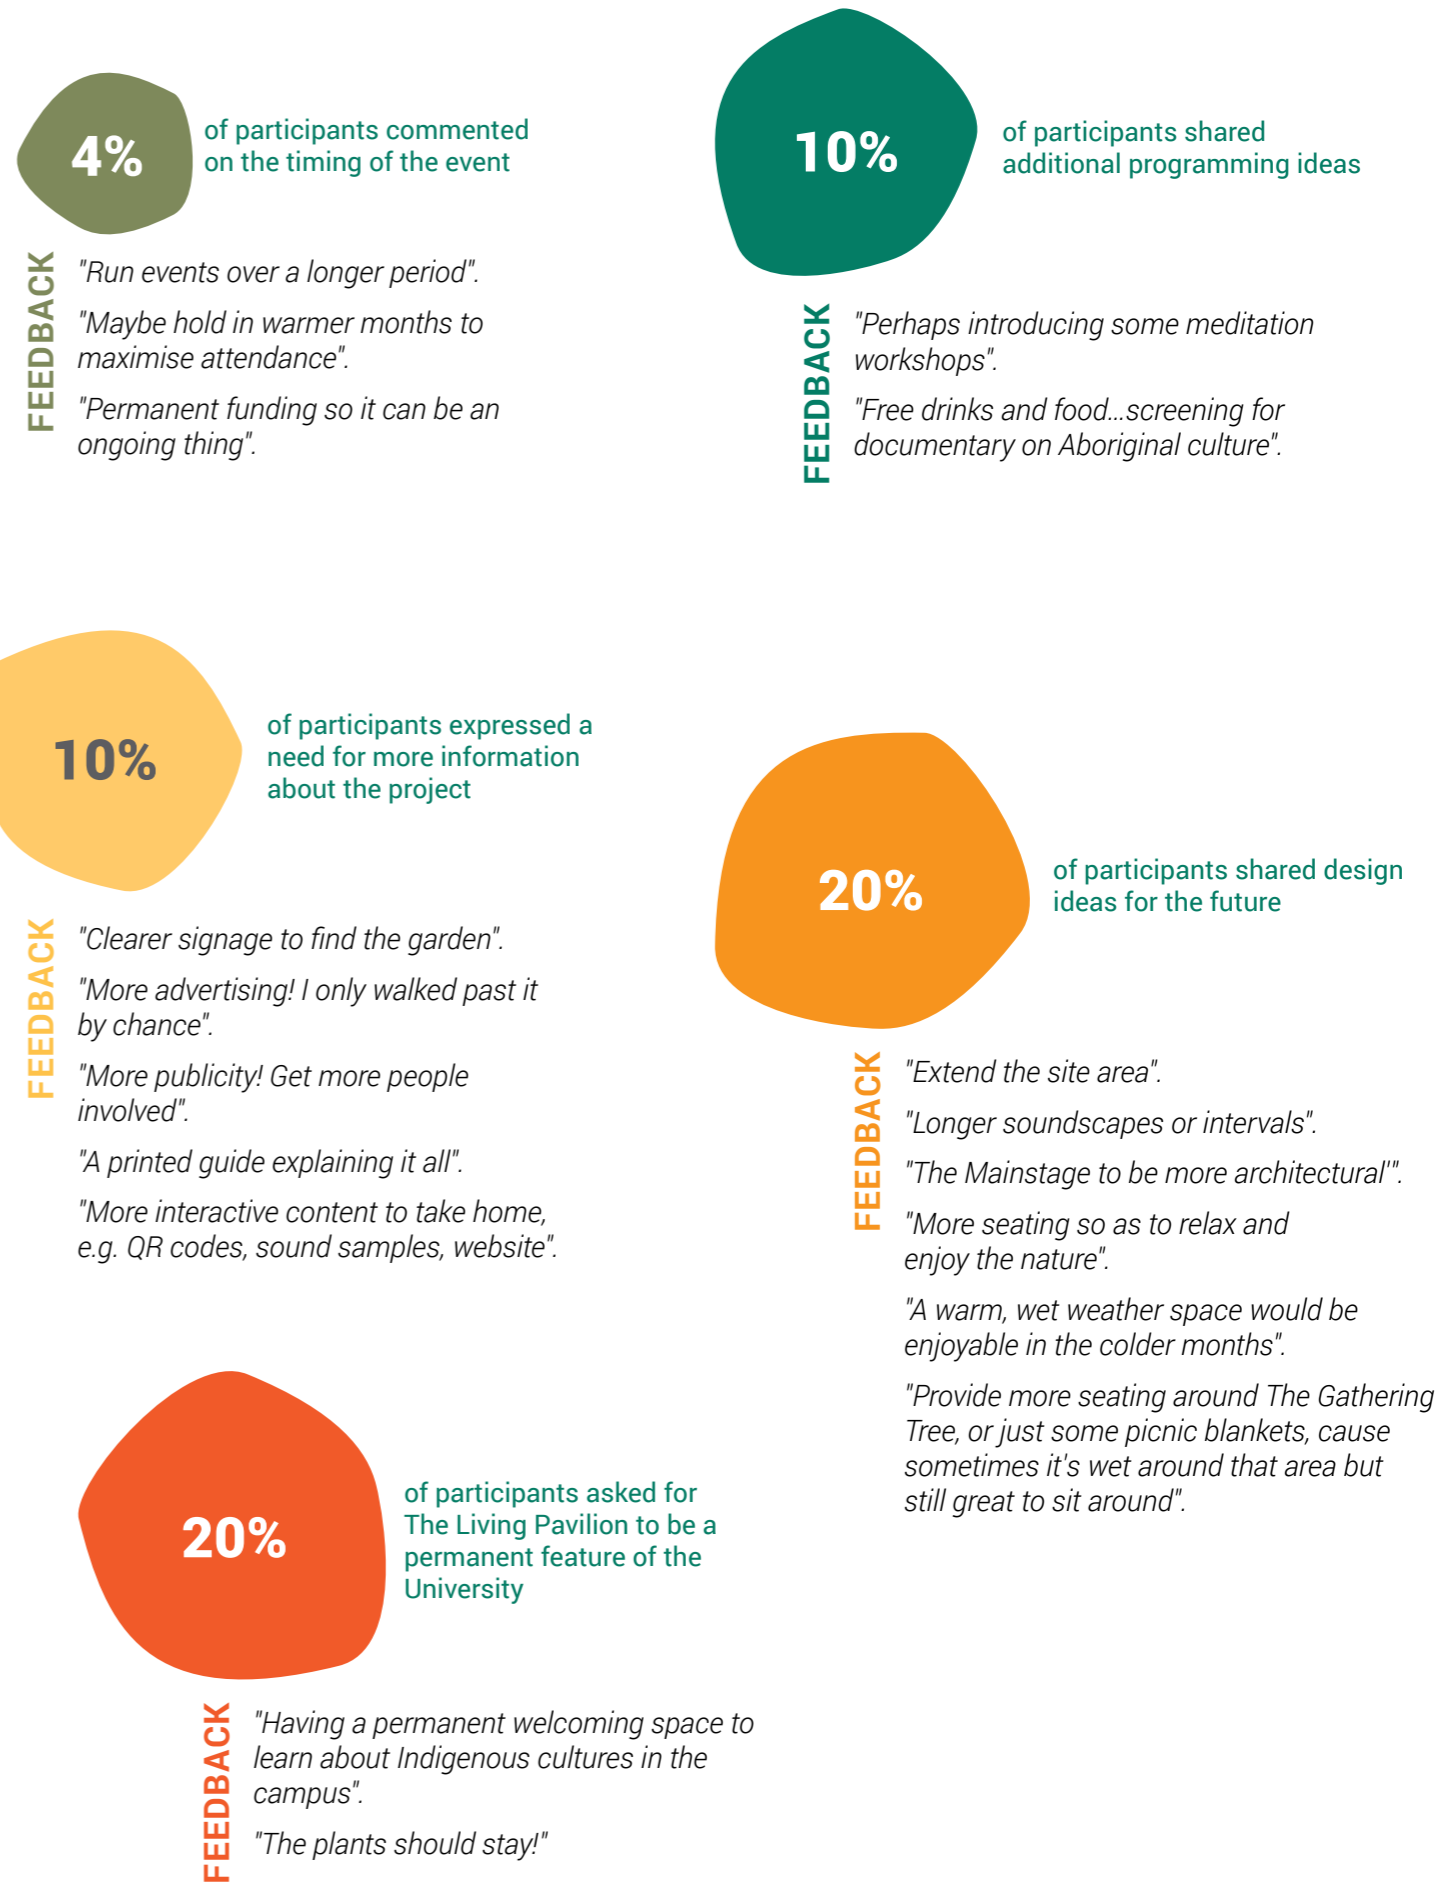 4%
of participants commented
on the timing of the event
FEEDBACK
"Run events over a longer period".
"Maybe hold in warmer months to
maximise attendance".
"Permanent funding so it can be an
ongoing thing".
10%
of participants shared
additional programming ideas
FEEDBACK
"Perhaps introducing some meditation
workshops".
"Free drinks and food...screening for
documentary on Aboriginal culture".
10%
of participants expressed a
need for more information
about the project
FEEDBACK
"Clearer signage to find the garden".
"More advertising! I only walked past it
by chance".
"More publicity! Get more people
involved".
"A printed guide explaining it all".
"More interactive content to take home,
e.g. QR codes, sound samples, website".
20%
of participants shared design
ideas for the future
FEEDBACK
"Extend the site area".
"Longer soundscapes or intervals".
"The Mainstage to be more architectural'".
"More seating so as to relax and
enjoy the nature".
"A warm, wet weather space would be
enjoyable in the colder months".
"Provide more seating around The Gathering
Tree, or just some picnic blankets, cause
sometimes it's wet around that area but
still great to sit around".
20%
of participants asked for
The Living Pavilion to be a
permanent feature of the
University
FEEDBACK
"Having a permanent welcoming space to
learn about Indigenous cultures in the
campus".
"The plants should stay!"